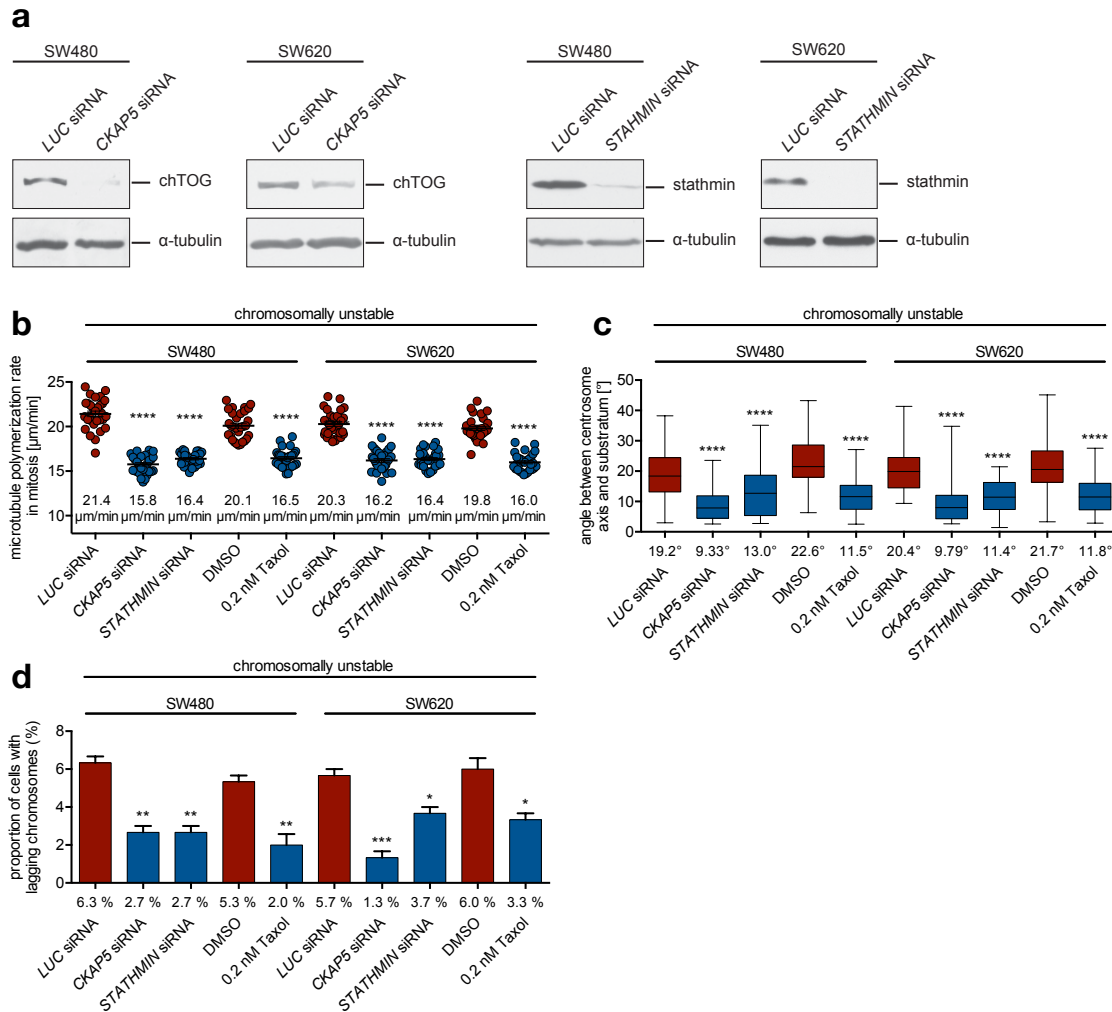 a
SW480
SW620
SW480
SW620
LUC siRNA
CKAP5 siRNA
LUC siRNA
CKAP5 siRNA
LUC siRNA
STAHMIN siRNA
LUC siRNA
STATHMIN siRNA
chTOG
chTOG
stathmin
stathmin
α-tubulin
α-tubulin
α-tubulin
α-tubulin
b
chromosomally unstable
SW480
SW620
microtubule polymerization rate
in mitosis [μm/min]
25
20
15
10
**** **** **** **** **** ****
21.4 15.8 16.4 20.1 16.5 20.3 16.2 16.4 19.8 16.0
μm/min μm/min μm/min μm/min μm/min μm/min μm/min μm/min μm/min μm/min
LUC siRNA
CKAP5 siRNA
STATHMIN siRNA
DMSO
0.2 nM Taxol
LUC siRNA
CKAP5 siRNA
STATHMIN siRNA
DMSO
0.2 nM Taxol
c
chromosomally unstable
SW480
SW620
angle between centrosome
axis and substratum [°]
50
40
30
20
10
0
**** **** **** **** **** ****
19.2° 9.33° 13.0° 22.6° 11.5° 20.4° 9.79° 11.4° 21.7° 11.8°
LUC siRNA
CKAP5 siRNA
STATHMIN siRNA
DMSO
0.2 nM Taxol
LUC siRNA
CKAP5 siRNA
STATHMIN siRNA
DMSO
0.2 nM Taxol
d
chromosomally unstable
SW480
SW620
proportion of cells with
lagging chromosomes (%)
8
6
4
2
0
** ** ** *** * *
6.3 % 2.7 % 2.7 % 5.3 % 2.0 % 5.7 % 1.3 % 3.7 % 6.0 % 3.3 %
LUC siRNA
CKAP5 siRNA
STATHMIN siRNA
DMSO
0.2 nM Taxol
LUC siRNA
CKAP5 siRNA
STATHMIN siRNA
DMSO
0.2 nM Taxol